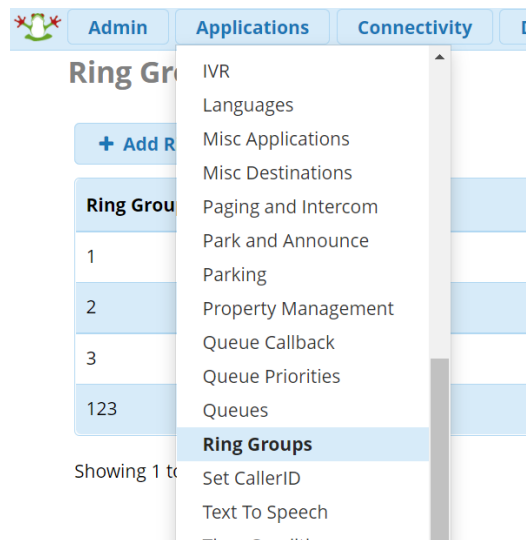 Admin
Applications
Connectivity
Ring Gr
IVR
Languages
+ Add R
Misc Applications
Misc Destinations
Ring Grou
Paging and Intercom
Park and Announce
1
Parking
2
Property Management
Queue Callback
3
Queue Priorities
123
Queues
Ring Groups
Showing 1 to
Set CallerID
Text To Speech